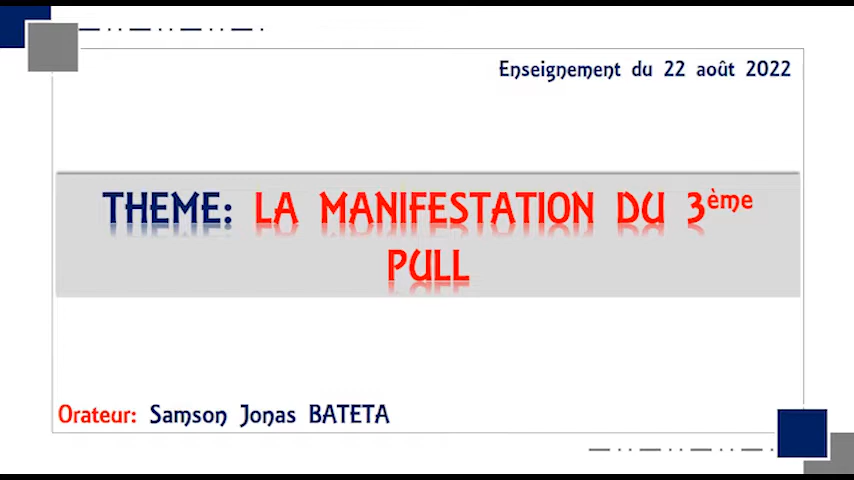 Enseignement du 22 août 2022
THEME: LA MANIFESTATION DU 3ème
PULL
Orateur: Samson Jonas BATETA